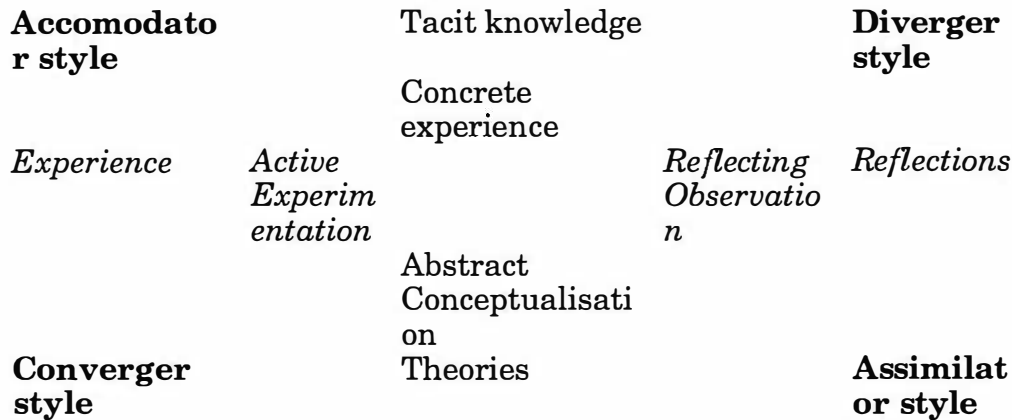 Accomodato
r style
Tacit knowledge
Diverger
style
Concrete
experience
Experience
Active
Experim
entation
Reflecting
Observatio
n
Reflections
Abstract
Conceptualisati
on
Converger
style
Theories
Assimilat
or style